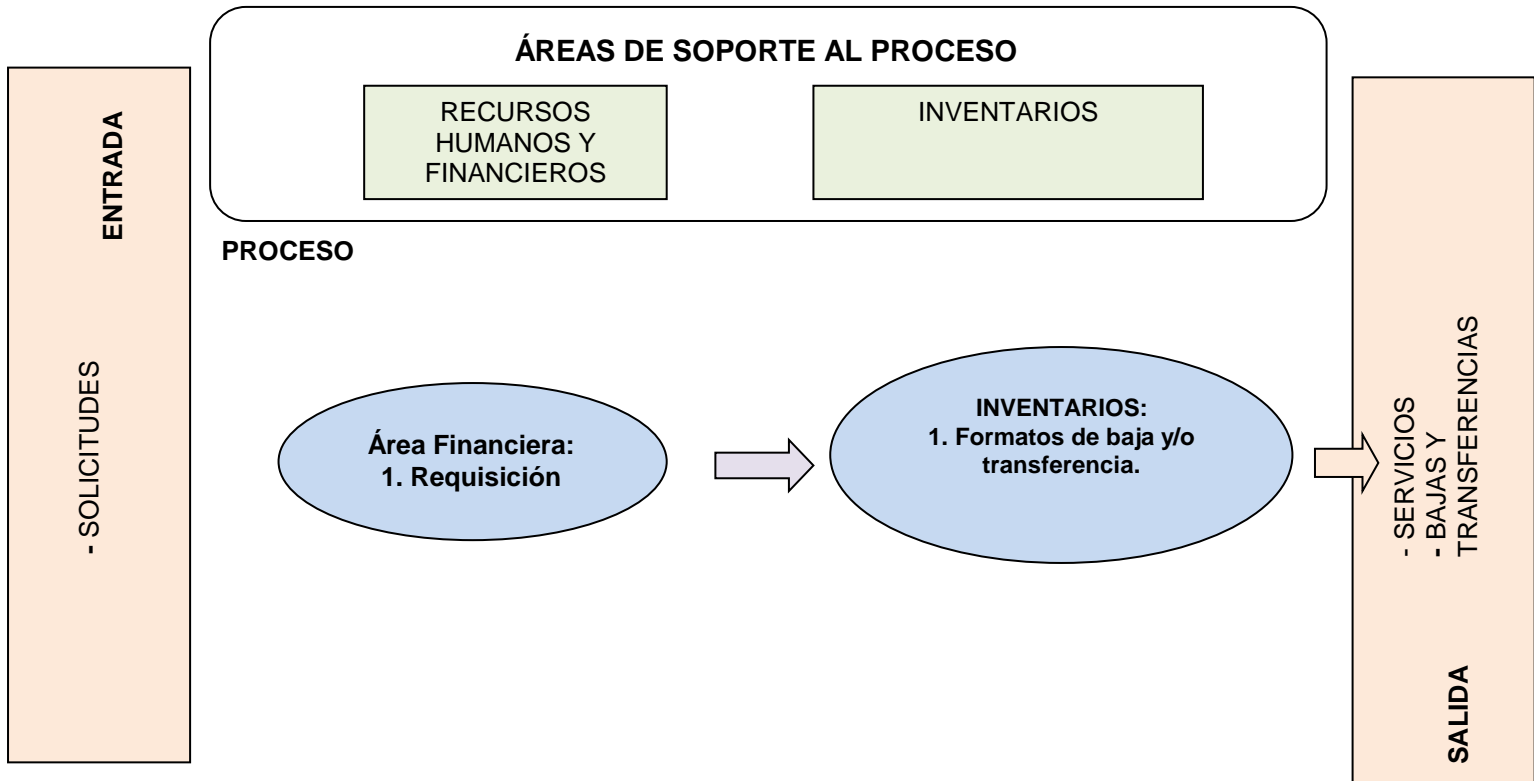 ÁREAS DE SOPORTE AL PROCESO
RECURSOS
HUMANOS Y
FINANCIEROS
INVENTARIOS
ENTRADA
- SOLICITUDES
PROCESO
Área Financiera:
1. Requisición
INVENTARIOS:
1. Formatos de baja y/o
transferencia.
- SERVICIOS
- BAJAS Y
TRANSFERENCIAS
SALIDA